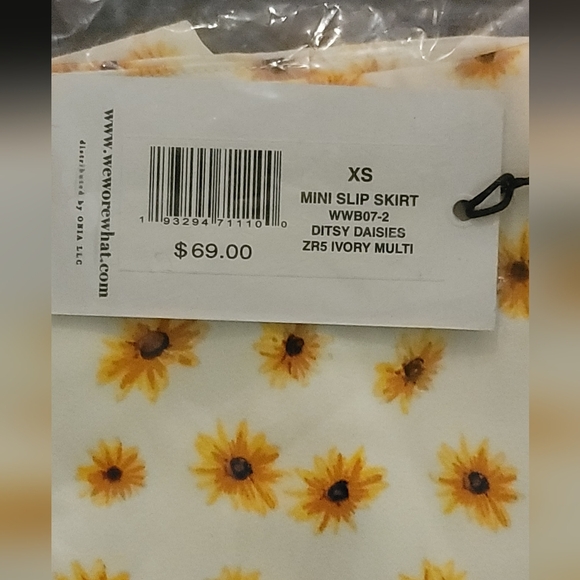 www.weworewhat.com
distributed by ONIA LLC
XS
MINI SLIP SKIRT
WWB07-2
DITSY DAISIES
ZR5 IVORY MULTI
1 93294 71110 0
$69.00